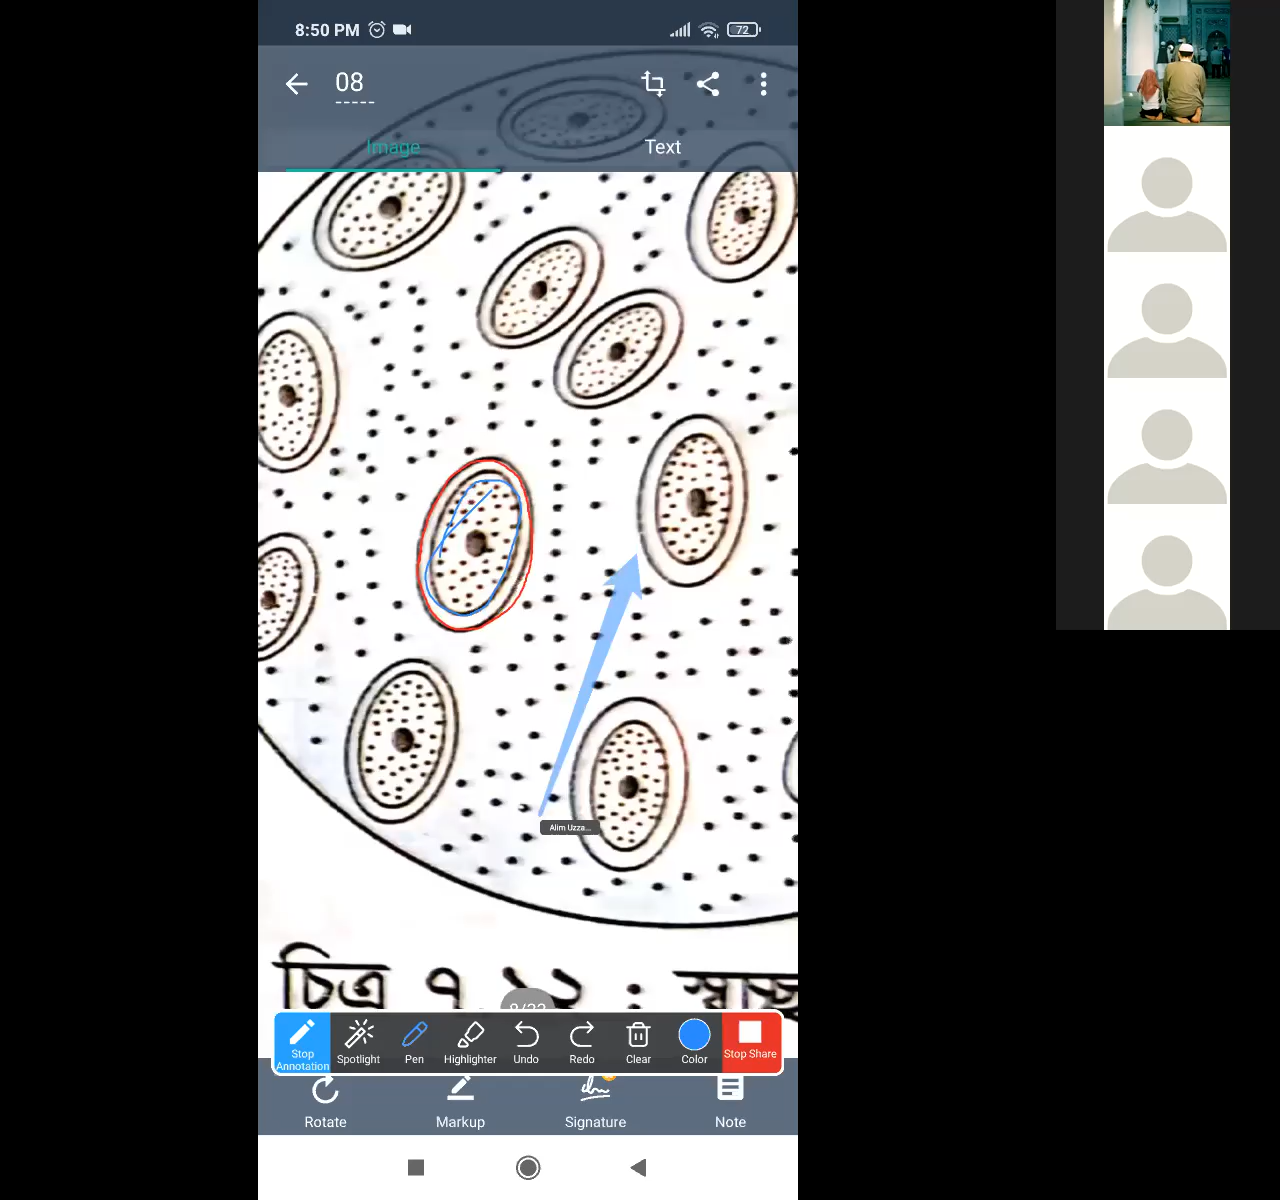 8:50 PM 72
08
Image Text
Alim Uzza...
চিত্র ৭.১২ :
Stop Annotation Spotlight Pen Highlighter Undo Redo Clear Color Stop Share
Rotate Markup Signature Note